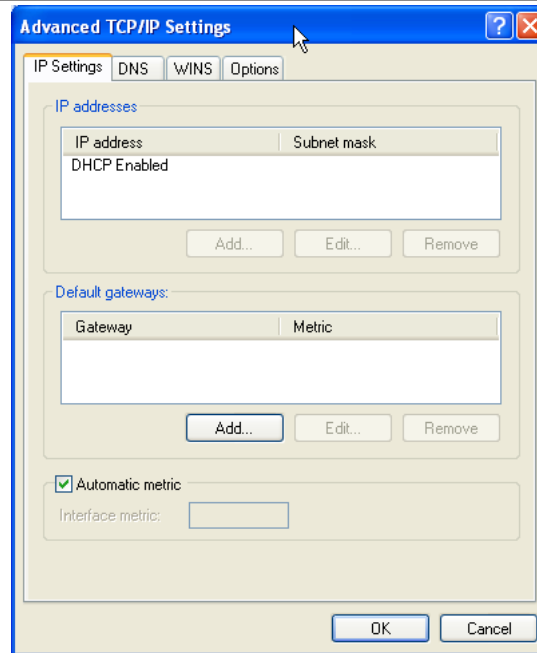 Advanced TCP/IP Settings
IP Settings DNS WINS Options
IP addresses
IP address Subnet mask
DHCP Enabled
Add... Edit... Remove
Default gateways:
Gateway Metric
Add... Edit... Remove
Automatic metric
Interface metric:
OK Cancel